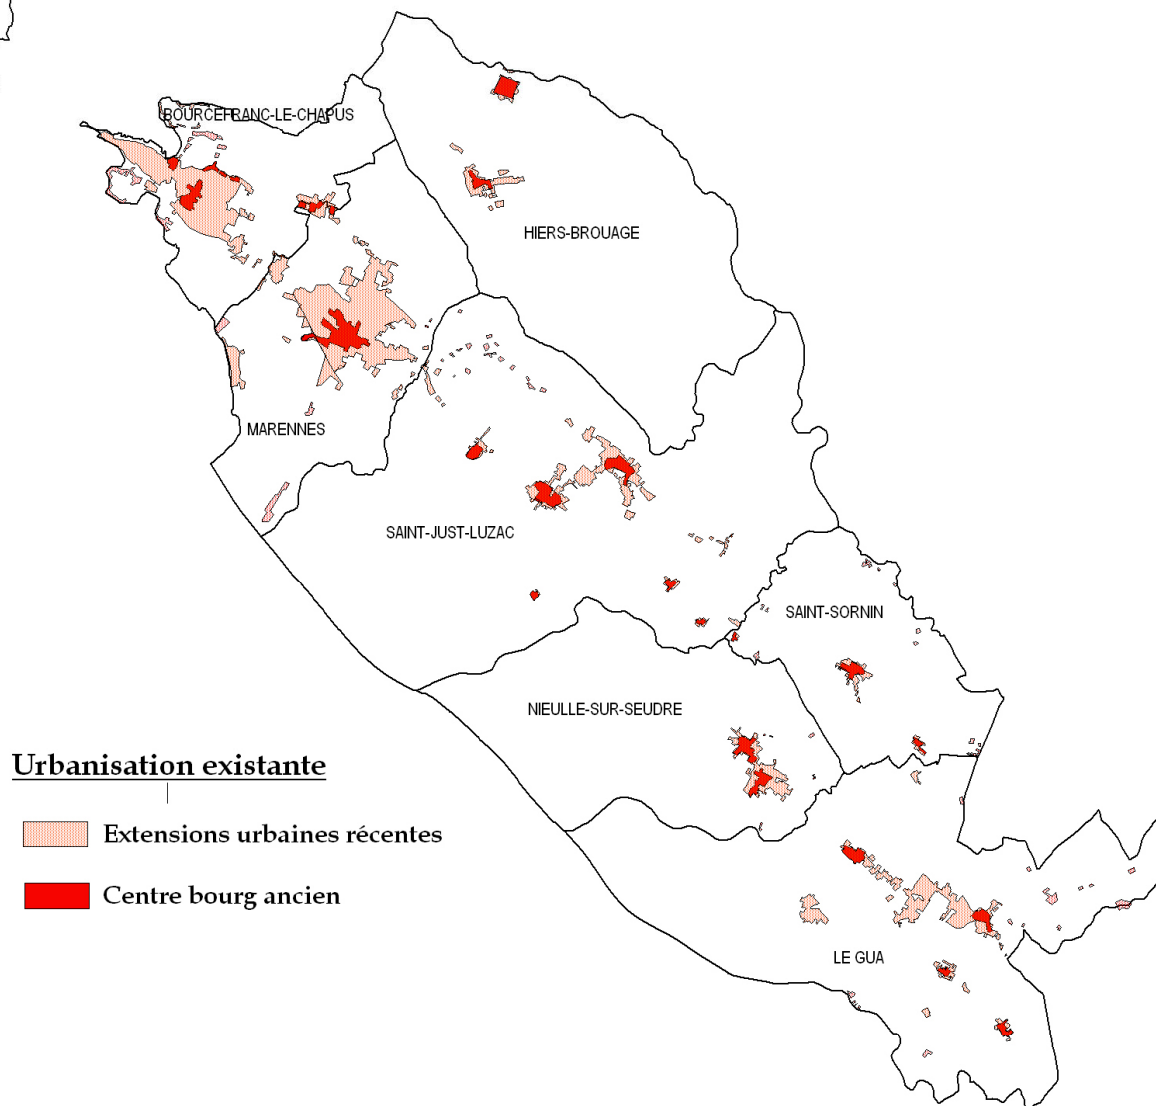 BOURCEFRANC-LE-CHAPUS
HIERS-BROUAGE
MARENNES
SAINT-JUST-LUZAC
SAINT-SORNIN
NIEULLE-SUR-SEUDRE
Urbanisation existante
Extensions urbaines récentes
Centre bourg ancien
LE GUA